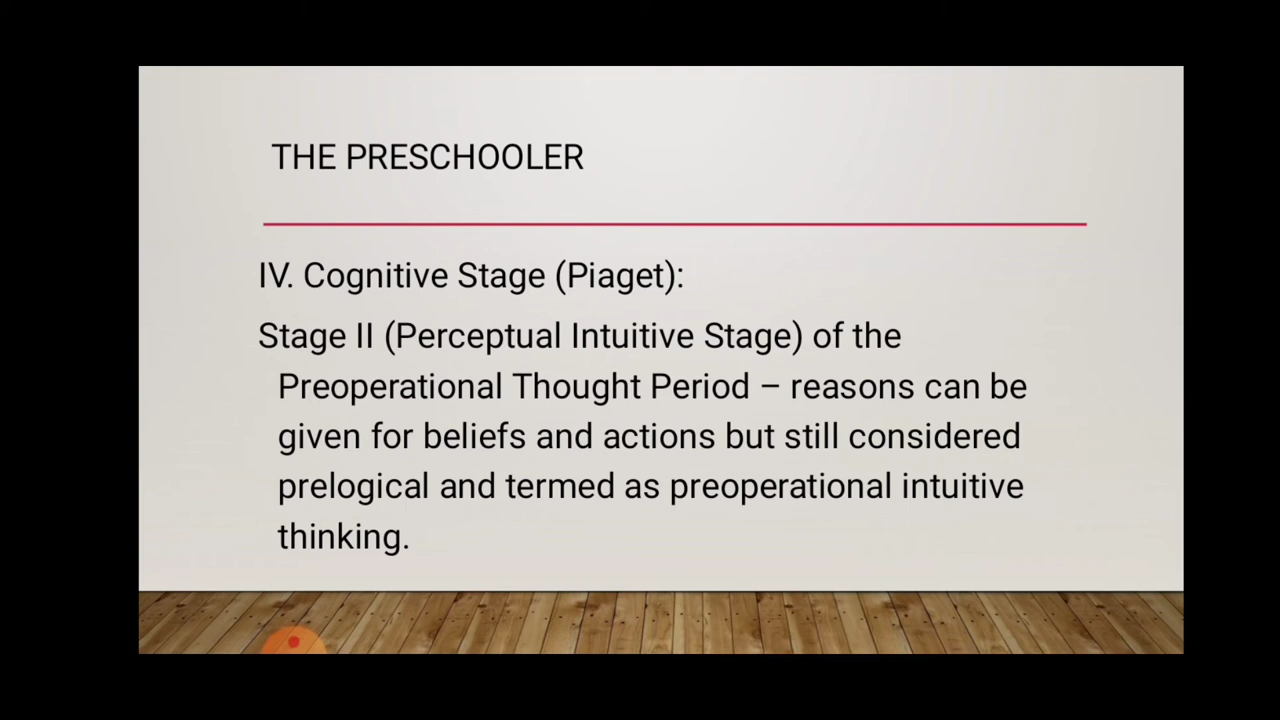 THE PRESCHOOLER
IV. Cognitive Stage (Piaget):
Stage II (Perceptual Intuitive Stage) of the
Preoperational Thought Period – reasons can be
given for beliefs and actions but still considered
prelogical and termed as preoperational intuitive
thinking.